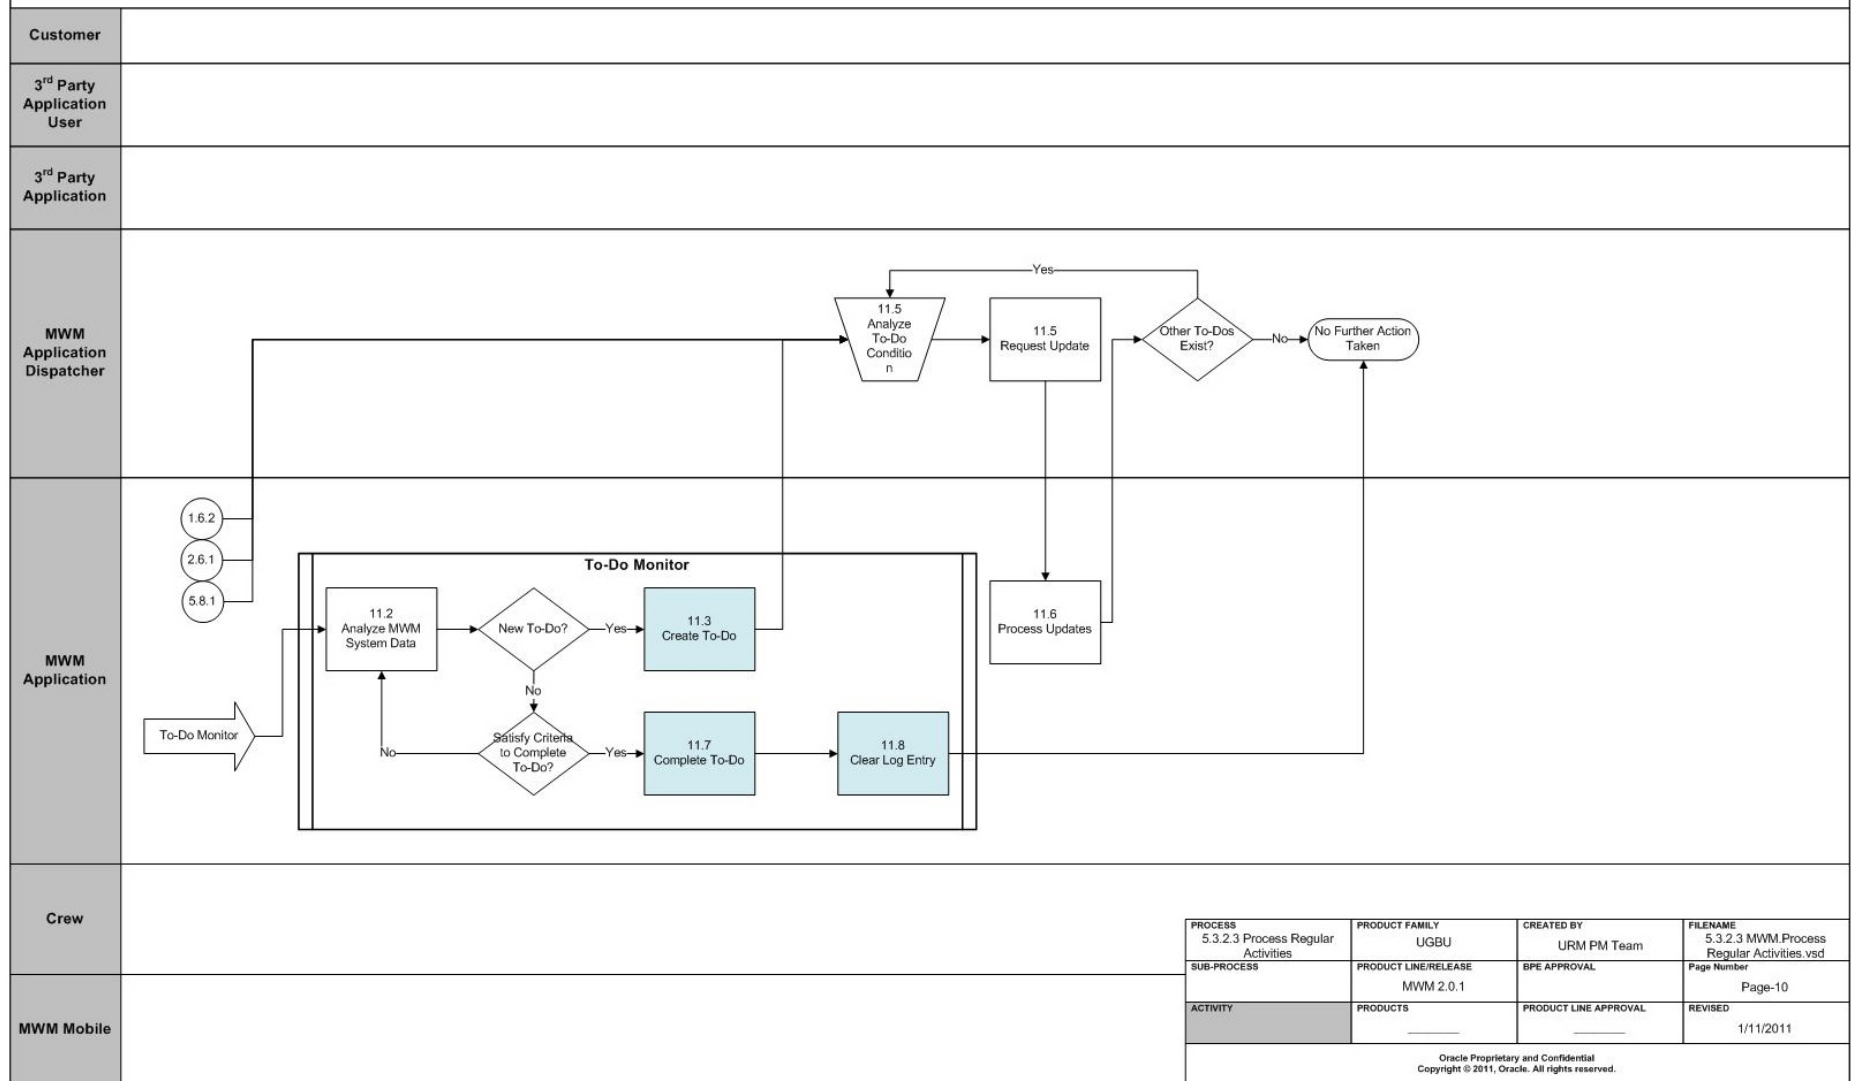 Customer
3rd Party
Application
User
3rd Party
Application
MWM
Application
Dispatcher
Yes
11.5
Analyze
To-Do
Conditio
n
11.5
Request Update
Other To-Dos
Exist?
No
No Further Action
Taken
MWM
Application
1.6.2
2.6.1
5.8.1
To-Do Monitor
To-Do Monitor
11.2
Analyze MWM
System Data
New To-Do?
Yes
11.3
Create To-Do
No
Satisfy Criteria
to Complete
To-Do?
No
Yes
11.7
Complete To-Do
11.8
Clear Log Entry
11.6
Process Updates
Crew
MWM Mobile
PROCESS
5.3.2.3 Process Regular
Activities
PRODUCT FAMILY
UGBU
CREATED BY
URM PM Team
FILENAME
5.3.2.3 MWM.Process
Regular Activities.vsd
SUB-PROCESS
PRODUCT LINE/RELEASE
MWM 2.0.1
BPE APPROVAL
Page Number
Page-10
ACTIVITY
PRODUCTS
PRODUCT LINE APPROVAL
REVISED
1/11/2011
Oracle Proprietary and Confidential
Copyright © 2011, Oracle. All rights reserved.